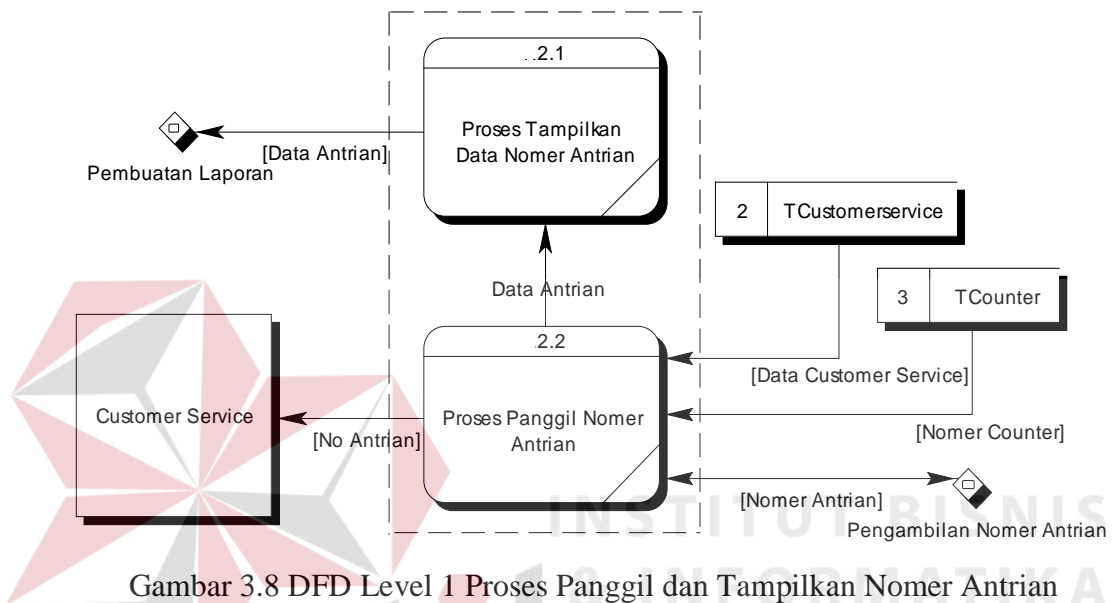 .2.1
Proses Tampilkan
Data Nomer Antrian
[Data Antrian]
Pembuatan Laporan
2
TCustomerservice
Data Antrian
3
TCounter
.2.2
[Data Customer Service]
Customer Service
Proses Panggil Nomer
Antrian
[No Antrian]
[Nomer Counter]
[Nomer Antrian]
INSTITUT BISNIS
Pengambilan Nomer Antrian
Gambar 3.8 DFD Level 1 Proses Panggil dan Tampilkan Nomer Antrian
& INFORMATIKA